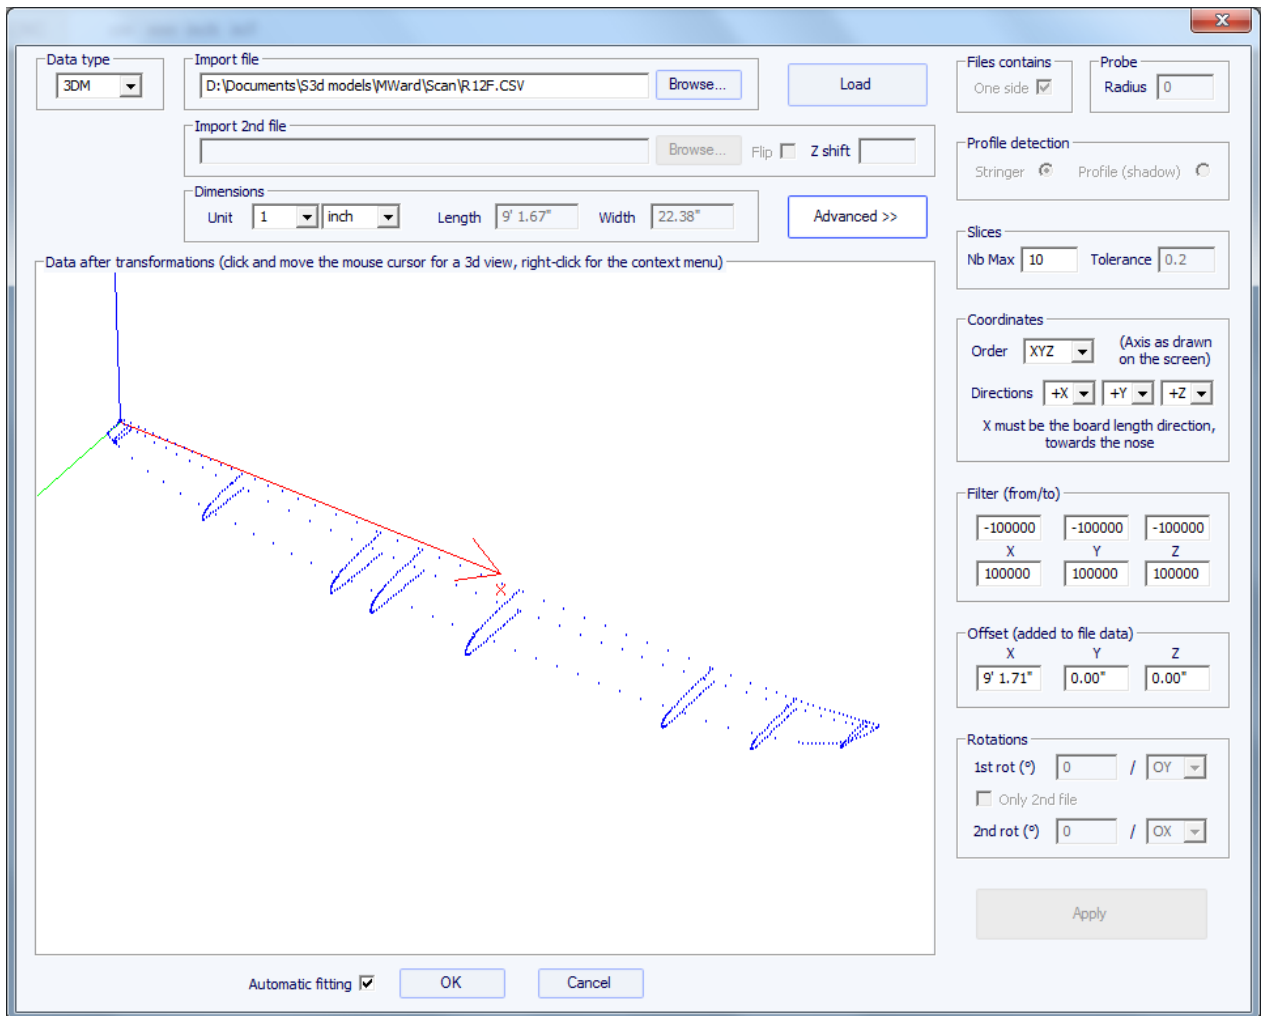 Data type
3DM
Import file
D:\Documents\S3d models\MWard\Scan\R12F.CSV
Browse...
Load
Import 2nd file
Browse...
Flip
Z shift
Dimensions
Unit
1
inch
Length
9' 1.67"
Width
22.38"
Advanced >>
Data after transformations (click and move the mouse cursor for a 3d view, right-click for the context menu)
X
Automatic fitting
OK
Cancel
Files contains
One side
Probe
Radius
0
Profile detection
Stringer
Profile (shadow)
Slices
Nb Max
10
Tolerance
0.2
Coordinates
Order
XYZ
(Axis as drawn
on the screen)
Directions
+X
+Y
+Z
X must be the board length direction,
towards the nose
Filter (from/to)
-100000
-100000
-100000
X
Y
Z
100000
100000
100000
Offset (added to file data)
X
Y
Z
9' 1.71"
0.00"
0.00"
Rotations
1st rot (º)
0
/
OY
Only 2nd file
2nd rot (º)
0
/
OX
Apply